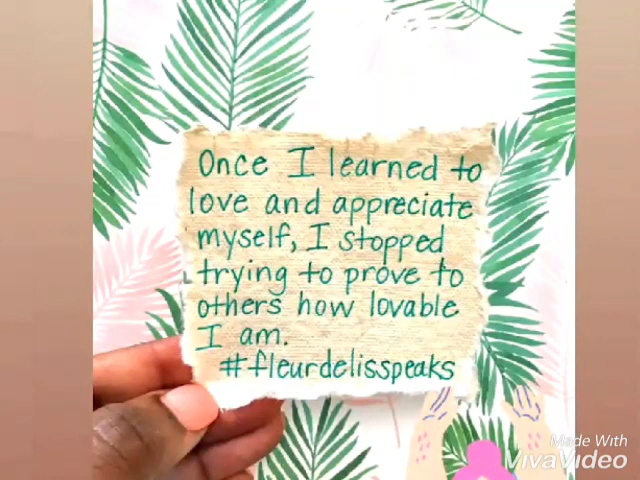 Once I learned to
love and appreciate
myself, I stopped
trying to prove to
others how lovable
I am.
#fleurdelisspeaks
Made With
VivaVideo